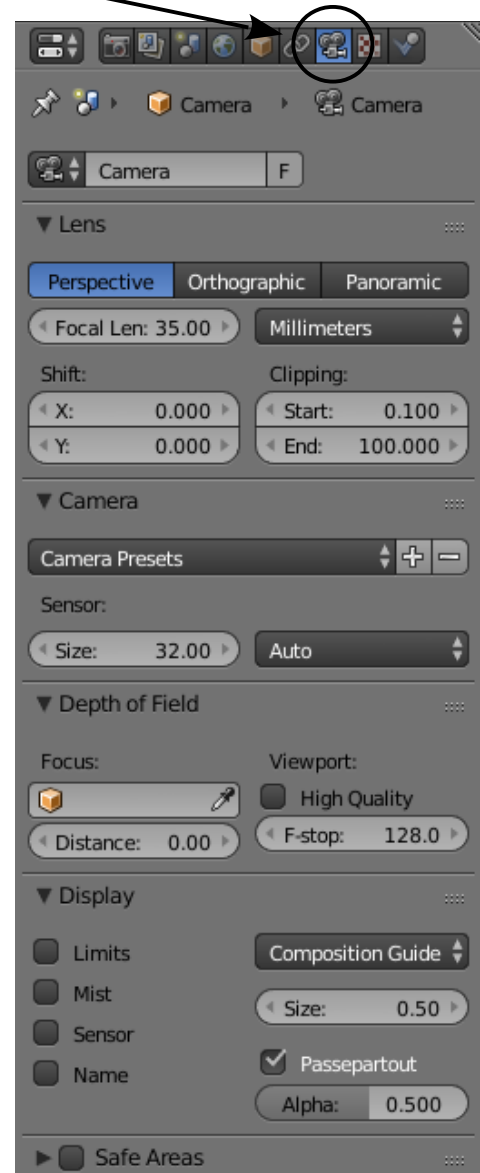 Camera Camera
Camera F
Lens
Perspective Orthographic Panoramic
Focal Len: 35.00 Millimeters
Shift: Clipping:
X: 0.000 Start: 0.100
Y: 0.000 End: 100.000
Camera
Camera Presets
Sensor:
Size: 32.00 Auto
Depth of Field
Focus: Viewport:
High Quality
Distance: 0.00 F-stop: 128.0
Display
Limits Composition Guide
Mist Size: 0.50
Sensor
Name Passepartout
Alpha: 0.500
Safe Areas